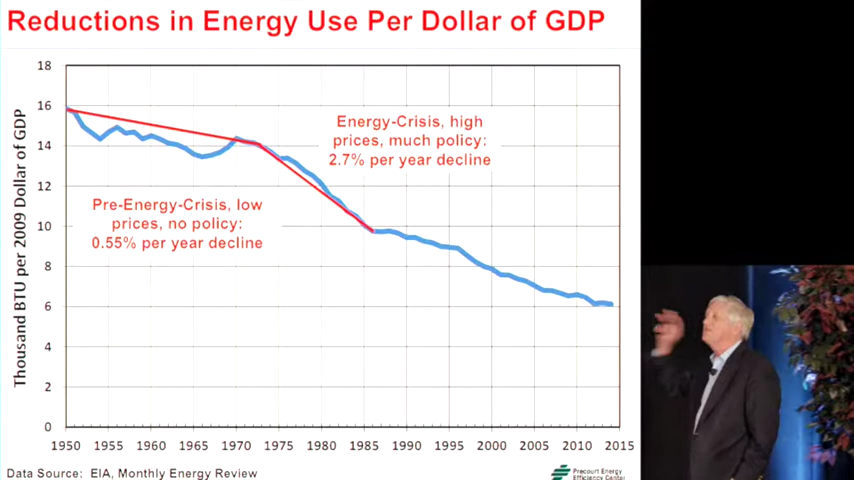 Reductions in Energy Use Per Dollar of GDP
Thousand BTU per 2009 Dollar of GDP
18
16
14
12
10
8
6
4
2
0
Energy-Crisis, high
prices, much policy:
2.7% per year decline
Pre-Energy-Crisis, low
prices, no policy:
0.55% per year decline
1950 1955 1960 1965 1970 1975 1980 1985 1990 1995 2000 2005 2010 2015
Data Source: EIA, Monthly Energy Review
Precourt Energy
Efficiency Center